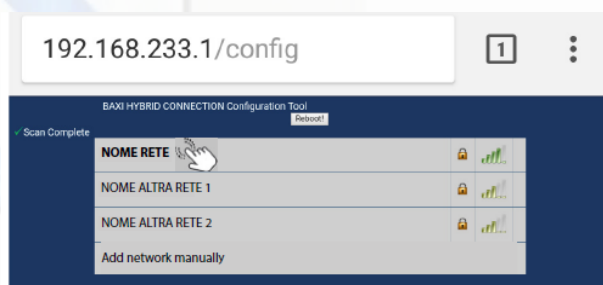 192.168.233.1/config
1
BAXI HYBRID CONNECTION Configuration Tool
Reboot!
✓ Scan Complete
NOME RETE
NOME ALTRA RETE 1
NOME ALTRA RETE 2
Add network manually